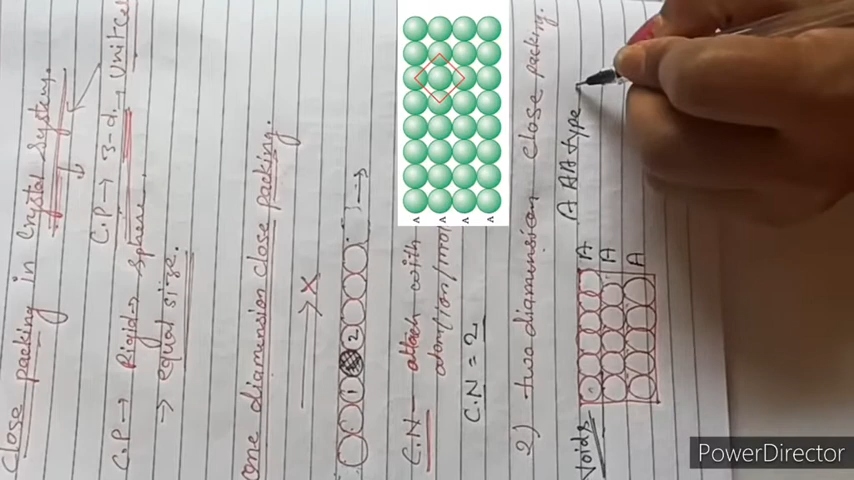 Close packing in Crystal System.
C.P → 3-d. → Unit Cell
C.P → Rigid → Sphere.
→ equal size.
one diamension close packing.
→ X
1 2
C.N — attach with
atom/ion/mol
C.N = 2
2) two diamension close packing.
A AA type
A
A
A
Voids
A A A A
PowerDirector